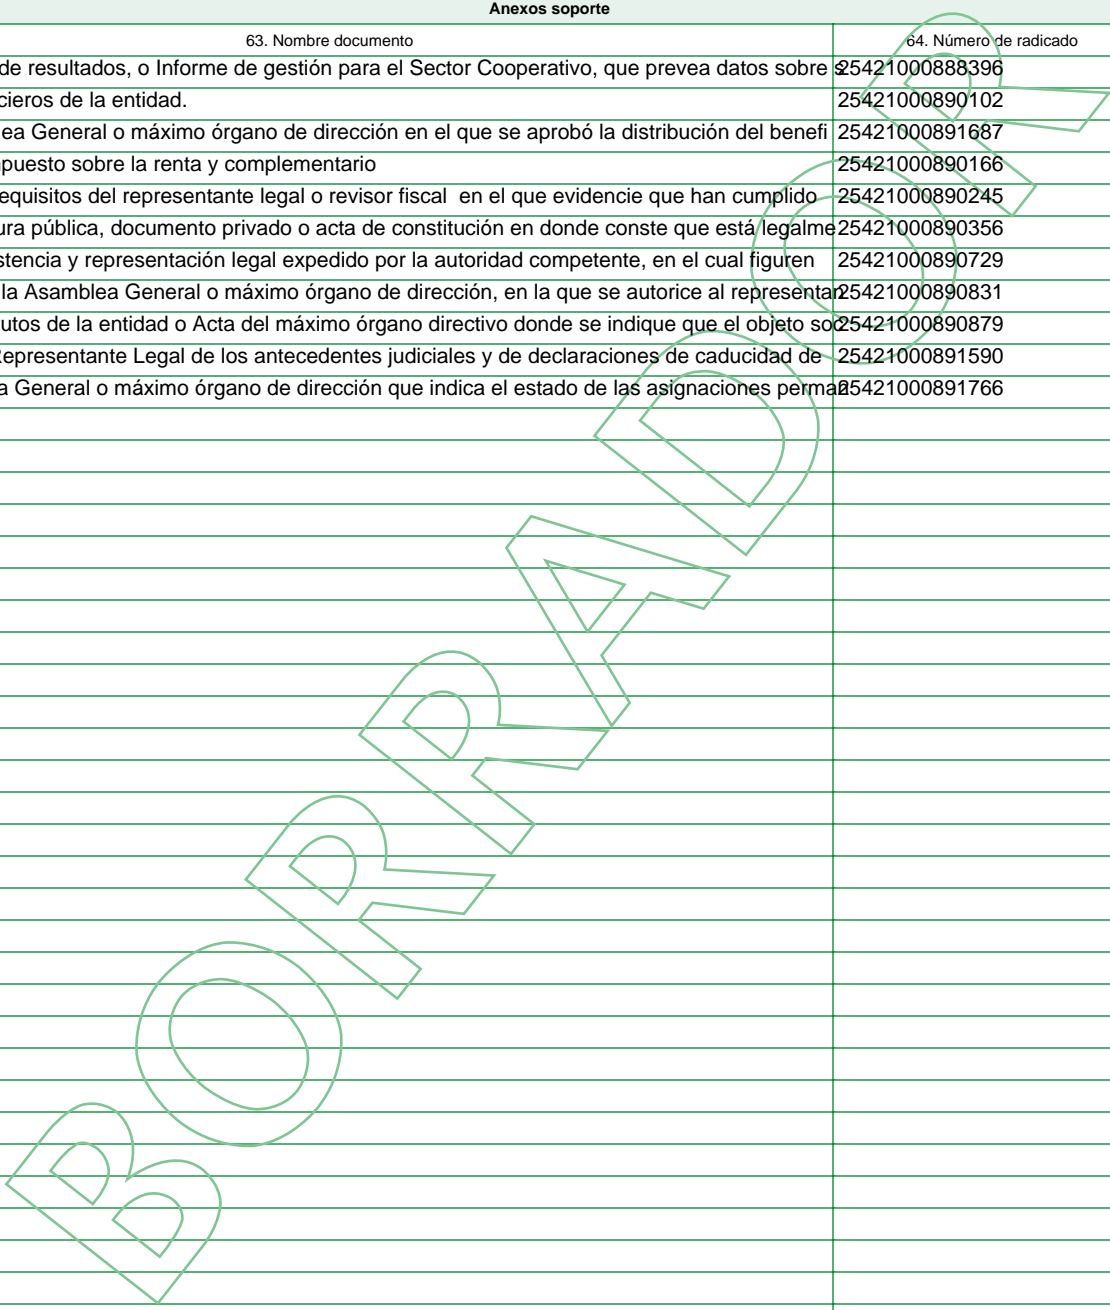 Anexos soporte
63. Nombre documento 64. Número de radicado
de resultados, o Informe de gestión para el Sector Cooperativo, que prevea datos sobre s 25421000888396
cieros de la entidad. 25421000890102
ea General o máximo órgano de dirección en el que se aprobó la distribución del benefi 25421000891687
npuesto sobre la renta y complementario 25421000890166
equisitos del representante legal o revisor fiscal en el que evidencie que han cumplido 25421000890245
ura pública, documento privado o acta de constitución en donde conste que está legalme 25421000890356
stencia y representación legal expedido por la autoridad competente, en el cual figuren 25421000890729
la Asamblea General o máximo órgano de dirección, en la que se autorice al representan 25421000890831
utos de la entidad o Acta del máximo órgano directivo donde se indique que el objeto soc 25421000890879
Representante Legal de los antecedentes judiciales y de declaraciones de caducidad de 25421000891590
a General o máximo órgano de dirección que indica el estado de las asignaciones perman 25421000891766
BORRADOR